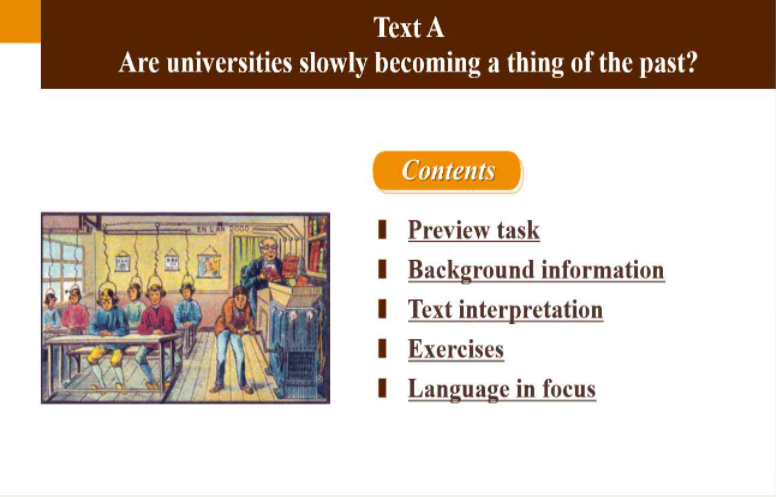 Text A
Are universities slowly becoming a thing of the past?
Contents
EN L'AN 2000
Preview task
Background information
Text interpretation
Exercises
Language in focus